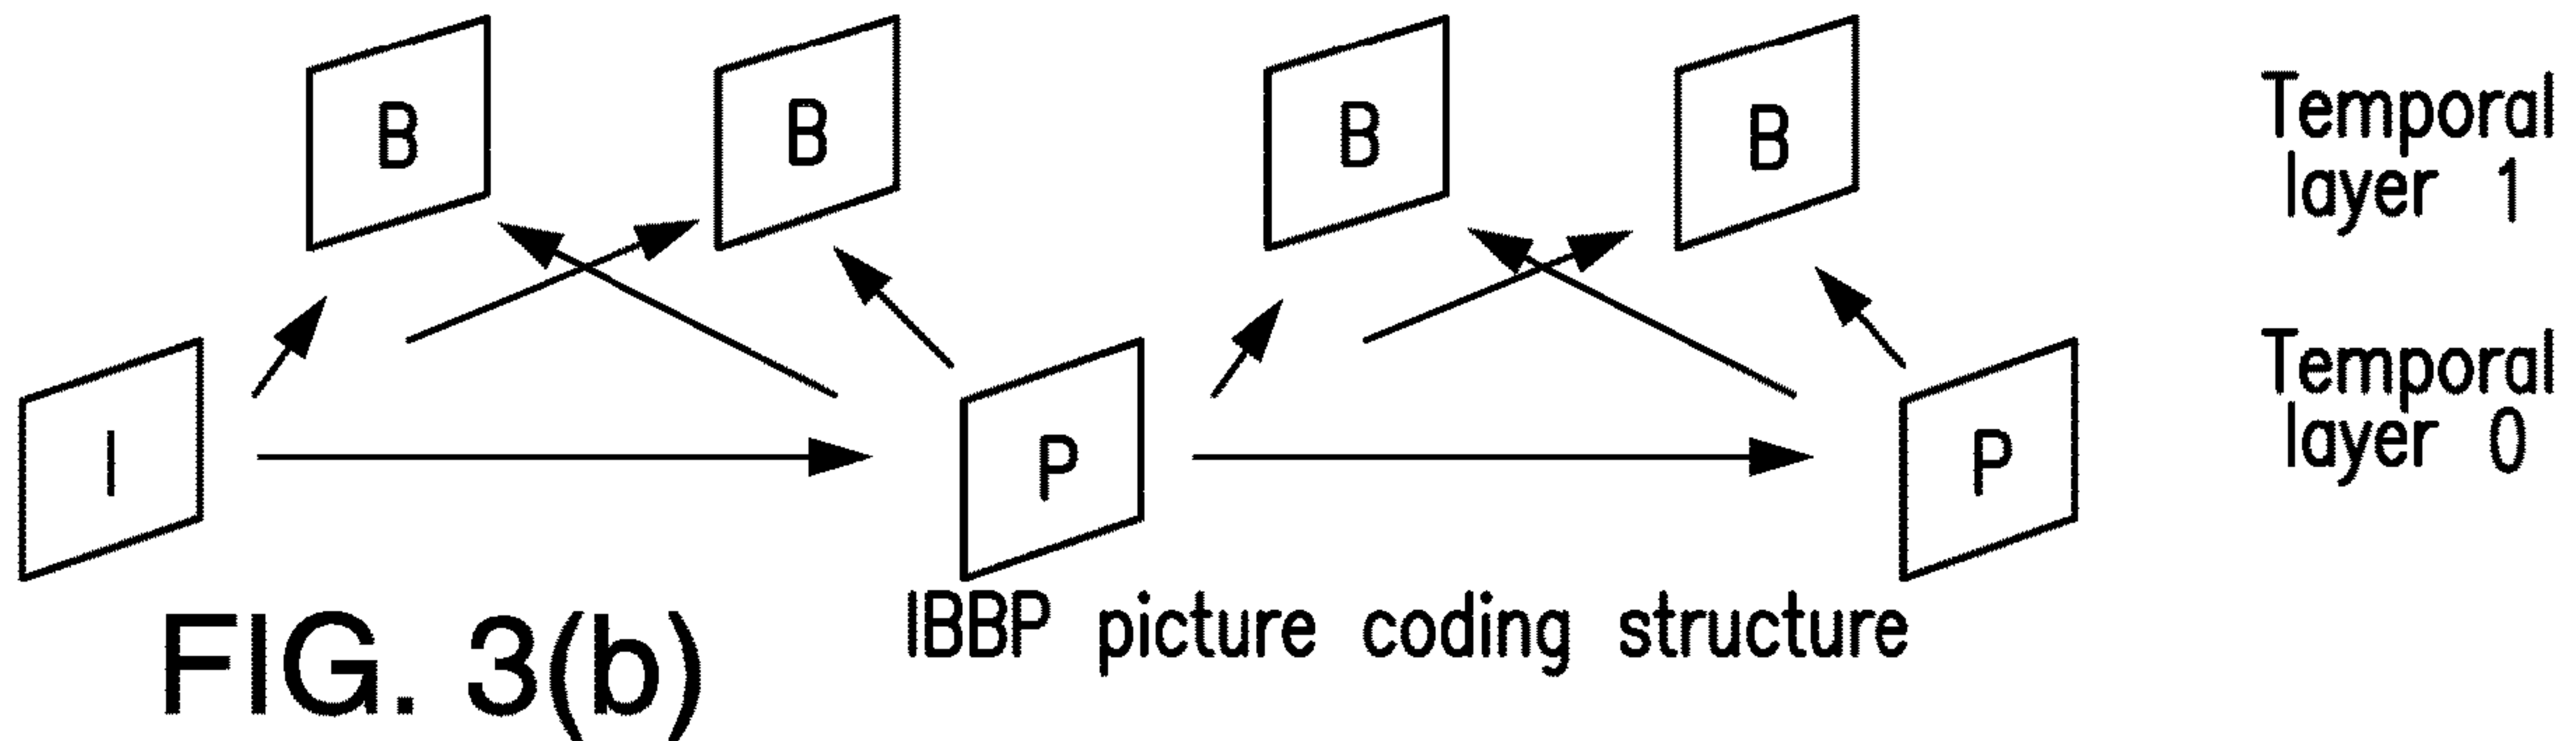 B B B B Temporal
layer 1
I P P Temporal
layer 0
IBBP picture coding structure
FIG. 3(b)